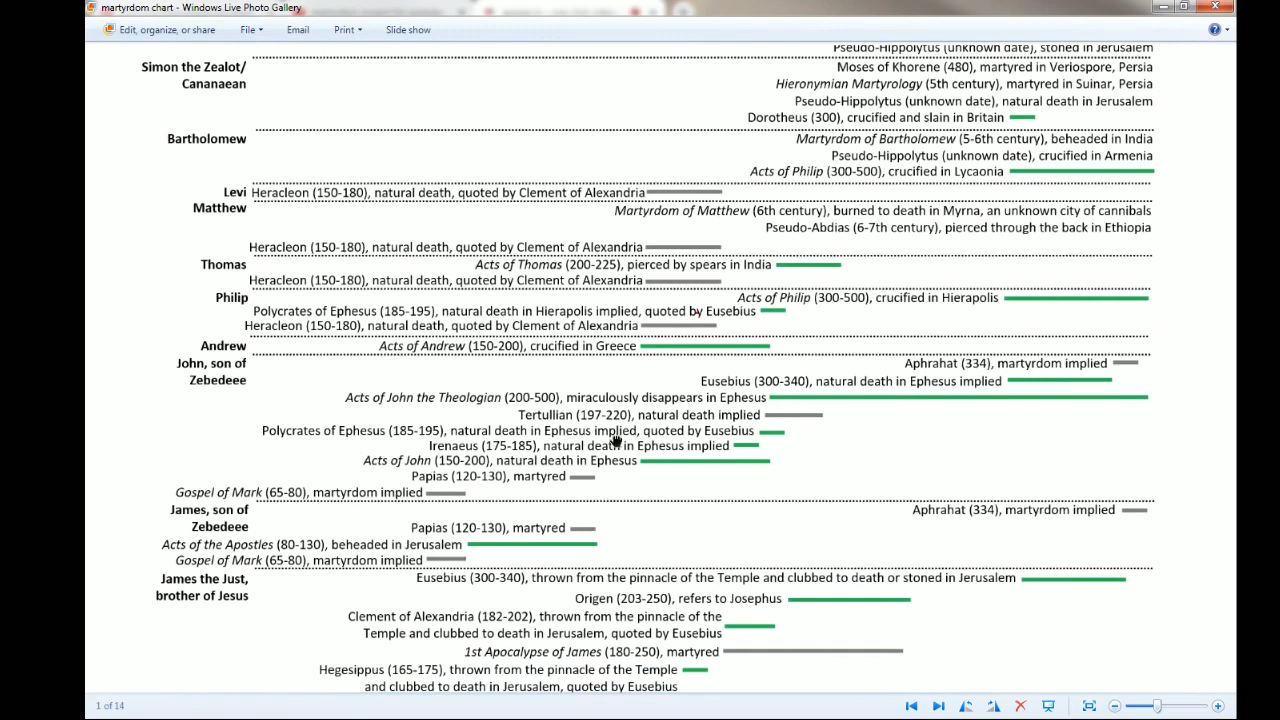 martyrdom chart - Windows Live Photo Gallery
Edit, organize, or share File Email Print Slide show
Pseudo-Hippolytus (unknown date), stoned in Jerusalem
Simon the Zealot/
Cananaean
Moses of Khorene (480), martyred in Veriospore, Persia
Hieronymian Martyrology (5th century), martyred in Suinar, Persia
Pseudo-Hippolytus (unknown date), natural death in Jerusalem
Dorotheus (300), crucified and slain in Britain
Bartholomew
Martyrdom of Bartholomew (5-6th century), beheaded in India
Pseudo-Hippolytus (unknown date), crucified in Armenia
Acts of Philip (300-500), crucified in Lycaonia
Levi
Heracleon (150-180), natural death, quoted by Clement of Alexandria
Matthew
Martyrdom of Matthew (6th century), burned to death in Myrna, an unknown city of cannibals
Pseudo-Abdias (6-7th century), pierced through the back in Ethiopia
Heracleon (150-180), natural death, quoted by Clement of Alexandria
Thomas
Acts of Thomas (200-225), pierced by spears in India
Heracleon (150-180), natural death, quoted by Clement of Alexandria
Philip
Acts of Philip (300-500), crucified in Hierapolis
Polycrates of Ephesus (185-195), natural death in Hierapolis implied, quoted by Eusebius
Heracleon (150-180), natural death, quoted by Clement of Alexandria
Andrew
Acts of Andrew (150-200), crucified in Greece
John, son of
Zebedeee
Aphrahat (334), martyrdom implied
Eusebius (300-340), natural death in Ephesus implied
Acts of John the Theologian (200-500), miraculously disappears in Ephesus
Tertullian (197-220), natural death implied
Polycrates of Ephesus (185-195), natural death in Ephesus implied, quoted by Eusebius
Irenaeus (175-185), natural death in Ephesus implied
Acts of John (150-200), natural death in Ephesus
Papias (120-130), martyred
Gospel of Mark (65-80), martyrdom implied
James, son of
Zebedeee
Aphrahat (334), martyrdom implied
Papias (120-130), martyred
Acts of the Apostles (80-130), beheaded in Jerusalem
Gospel of Mark (65-80), martyrdom implied
James the Just,
brother of Jesus
Eusebius (300-340), thrown from the pinnacle of the Temple and clubbed to death or stoned in Jerusalem
Origen (203-250), refers to Josephus
Clement of Alexandria (182-202), thrown from the pinnacle of the
Temple and clubbed to death in Jerusalem, quoted by Eusebius
1st Apocalypse of James (180-250), martyred
Hegesippus (165-175), thrown from the pinnacle of the Temple
and clubbed to death in Jerusalem, quoted by Eusebius
1 of 14